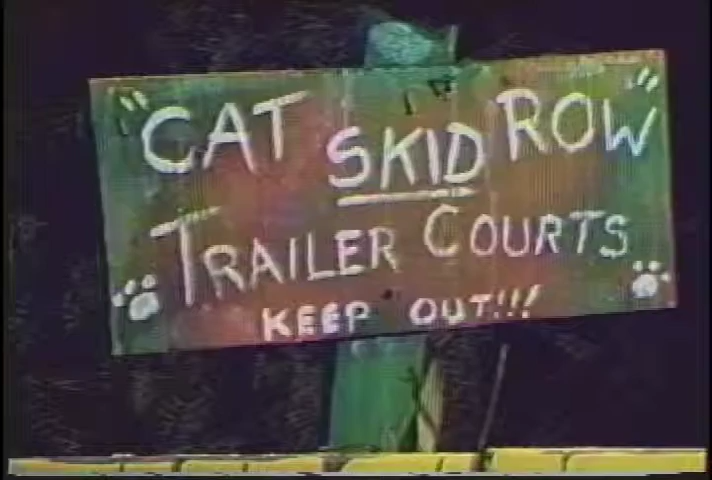 "CAT SKID ROW"
TRAILER COURTS
KEEP OUT!!!